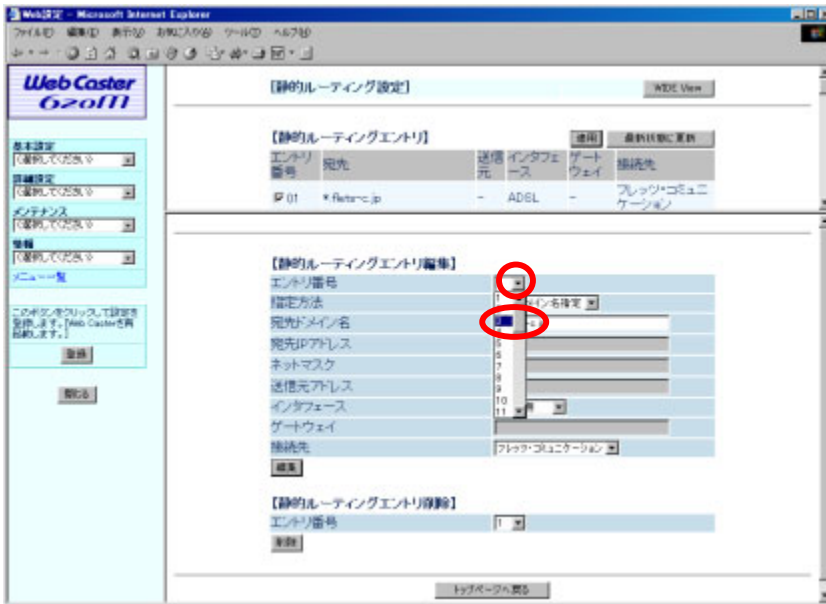 Web設定 - Microsoft Internet Explorer
ファイル(F) 編集(E) 表示(V) お気に入り(A) ツール(T) ヘルプ(H)
Web Caster
620M
基本設定
(選択してください)
詳細設定
(選択してください)
メンテナンス
(選択してください)
情報
(選択してください)
メニュー一覧
このボタンをクリックして設定を
登録します。[Web Casterを再
起動します。]
登録
閉じる
【静的ルーティング設定】 WIDE View
【静的ルーティングエントリ】 適用 最新状態に更新
エントリ番号 宛先 送信元 インタフェース ゲートウェイ 接続先
01 *.flets-c.jp - ADSL - フレッツ・コミュニケーション
【静的ルーティングエントリ編集】
エントリ番号
指定方法 メイン名指定
宛先ドメイン名
宛先IPアドレス
ネットマスク
送信元アドレス
インタフェース
ゲートウェイ
接続先 フレッツ・コミュニケーション
1
5
6
7
8
9
10
11
編集
【静的ルーティングエントリ削除】
エントリ番号 1
削除
トップページへ戻る